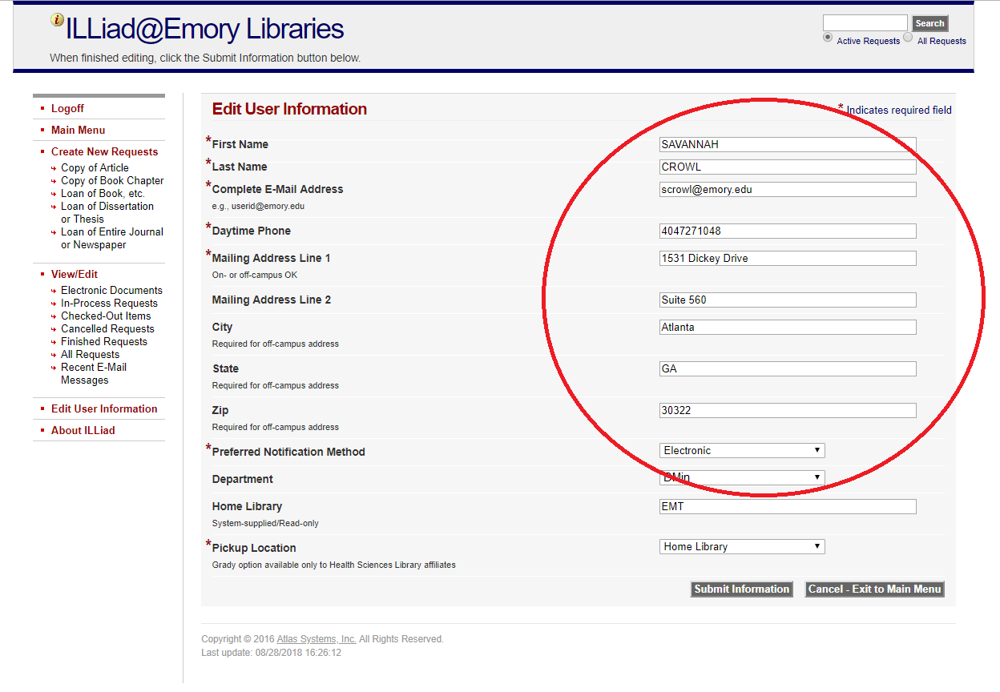 ILLiad@Emory Libraries
When finished editing, click the Submit Information button below.
Search
Active Requests
All Requests
Logoff
Main Menu
Create New Requests
Copy of Article
Copy of Book Chapter
Loan of Book, etc.
Loan of Dissertation
or Thesis
Loan of Entire Journal
or Newspaper
View/Edit
Electronic Documents
In-Process Requests
Checked-Out Items
Cancelled Requests
Finished Requests
All Requests
Recent E-Mail
Messages
Edit User Information
About ILLiad
Edit User Information
* Indicates required field
*First Name
SAVANNAH
*Last Name
CROWL
*Complete E-Mail Address
scrowl@emory.edu
e.g., userid@emory.edu
*Daytime Phone
4047271048
*Mailing Address Line 1
1531 Dickey Drive
On- or off-campus OK
Mailing Address Line 2
Suite 560
City
Atlanta
Required for off-campus address
State
GA
Required for off-campus address
Zip
30322
Required for off-campus address
*Preferred Notification Method
Electronic
Department
DMin
Home Library
EMT
System-supplied/Read-only
*Pickup Location
Home Library
Grady option available only to Health Sciences Library affiliates
Submit Information
Cancel - Exit to Main Menu
Copyright © 2016 Atlas Systems, Inc. All Rights Reserved.
Last update: 08/28/2018 16:26:12